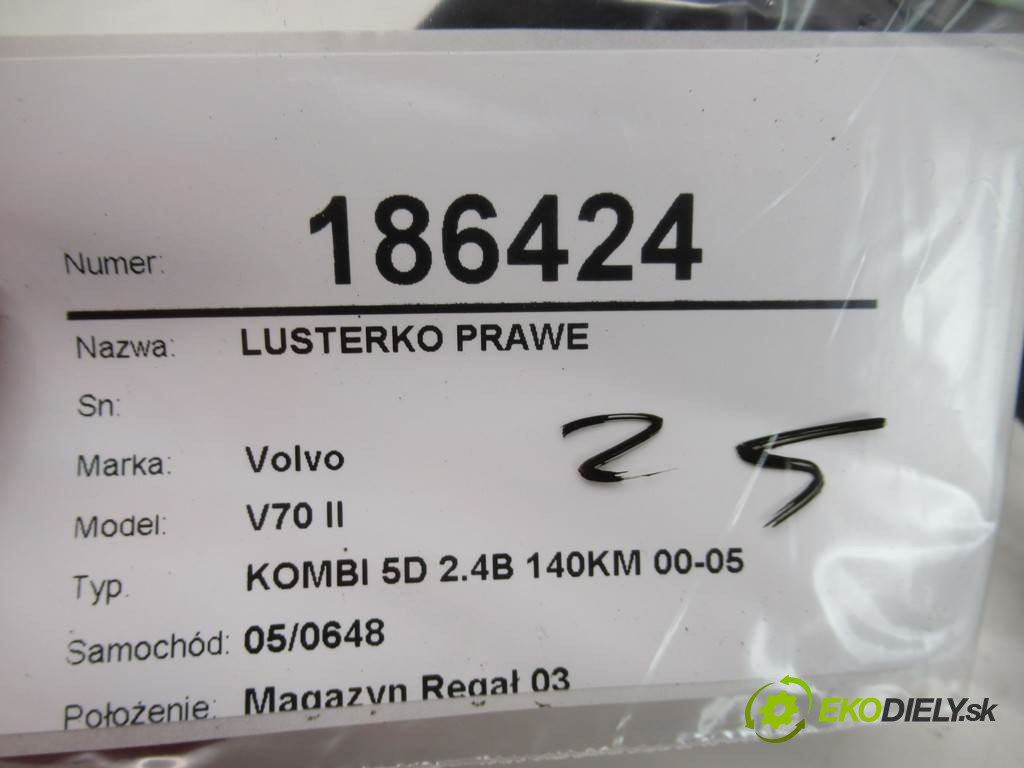 Numer: 186424
Nazwa: LUSTERKO PRAWE
Sn:
Marka: Volvo
25
Model: V70 II
Typ. KOMBI 5D 2.4B 140KM 00-05
Samochód: 05/0648
Położenie: Magazyn Regał 03
EKODIELY.sk